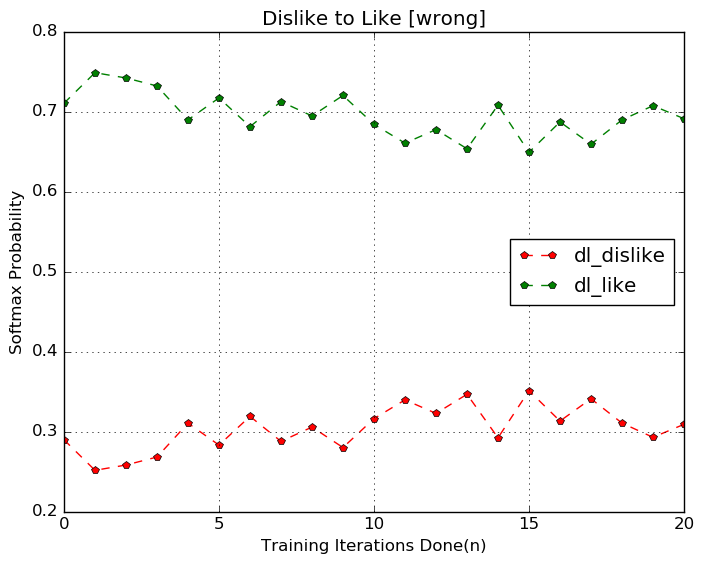 Dislike to Like [wrong]
0.8
0.7
0.6
0.5
0.4
0.3
0.2
Softmax Probability
dl_dislike
dl_like
0 5 10 15 20
Training Iterations Done(n)